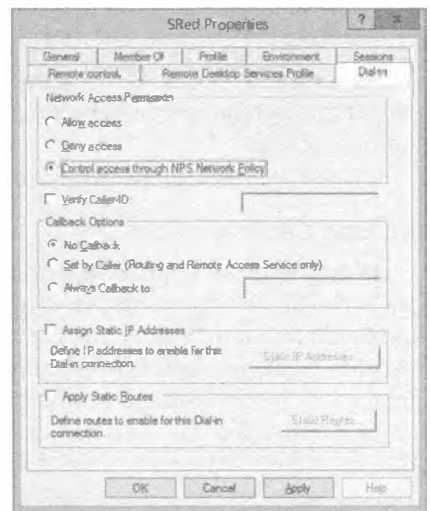 SRed Properties
?
x
General Member Of Profile Environment Sessions
Remote control Remote Desktop Services Profile Dial-in
Network Access Permission
Allow access
Deny access
Control access through NPS Network Policy
Verify Caller-ID:
Callback Options
No Callback
Set by Caller (Routing and Remote Access Service only)
Always Callback to:
Assign Static IP Addresses
Define IP addresses to enable for this
Dial-in connection.
Static IP Addresses ...
Apply Static Routes
Define routes to enable for this Dial-in
connection.
Static Routes ...
OK Cancel Apply Help